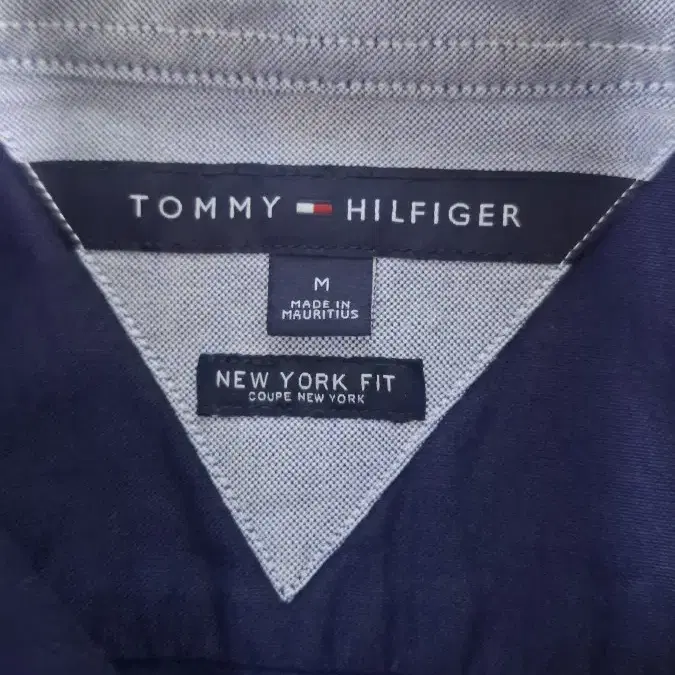 TOMMY HILFIGER
M
MADE IN
MAURITIUS
NEW YORK FIT
COUPE NEW YORK